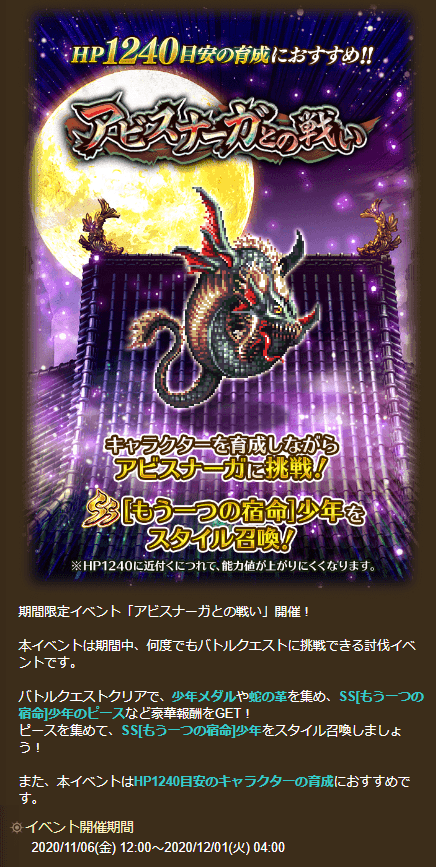 HP1240目安の育成におすすめ!!
アビスナーガとの戦い
キャラクターを育成しながら
アビスナーガに挑戦!
SS[もう一つの宿命]少年を
スタイル召喚!
※HP1240に近付くにつれて、能力値が上がりにくくなります。
期間限定イベント「アビスナーガとの戦い」開催!
本イベントは期間中、何度でもバトルクエストに挑戦できる討伐イベ
ントです。
バトルクエストクリアで、少年メダルや蛇の革を集め、SS[もう一つの
宿命]少年のピースなど豪華報酬をGET!
ピースを集めて、SS[もう一つの宿命]少年をスタイル召喚しましょ
う!
また、本イベントはHP1240目安のキャラクターの育成におすすめで
す。
イベント開催期間
2020/11/06(金) 12:00～2020/12/01(火) 04:00